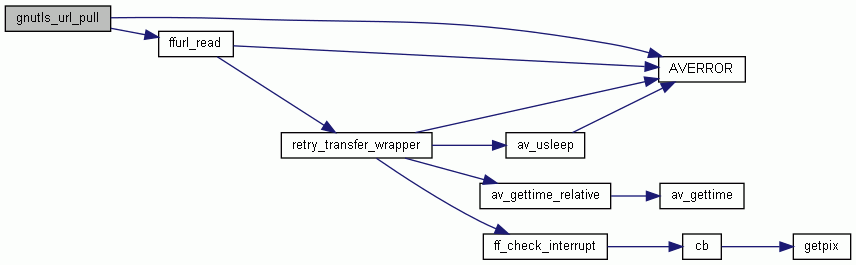 gnutls_url_pull
ffurl_read
AVERROR
retry_transfer_wrapper
av_usleep
av_gettime_relative
av_gettime
ff_check_interrupt
cb
getpix